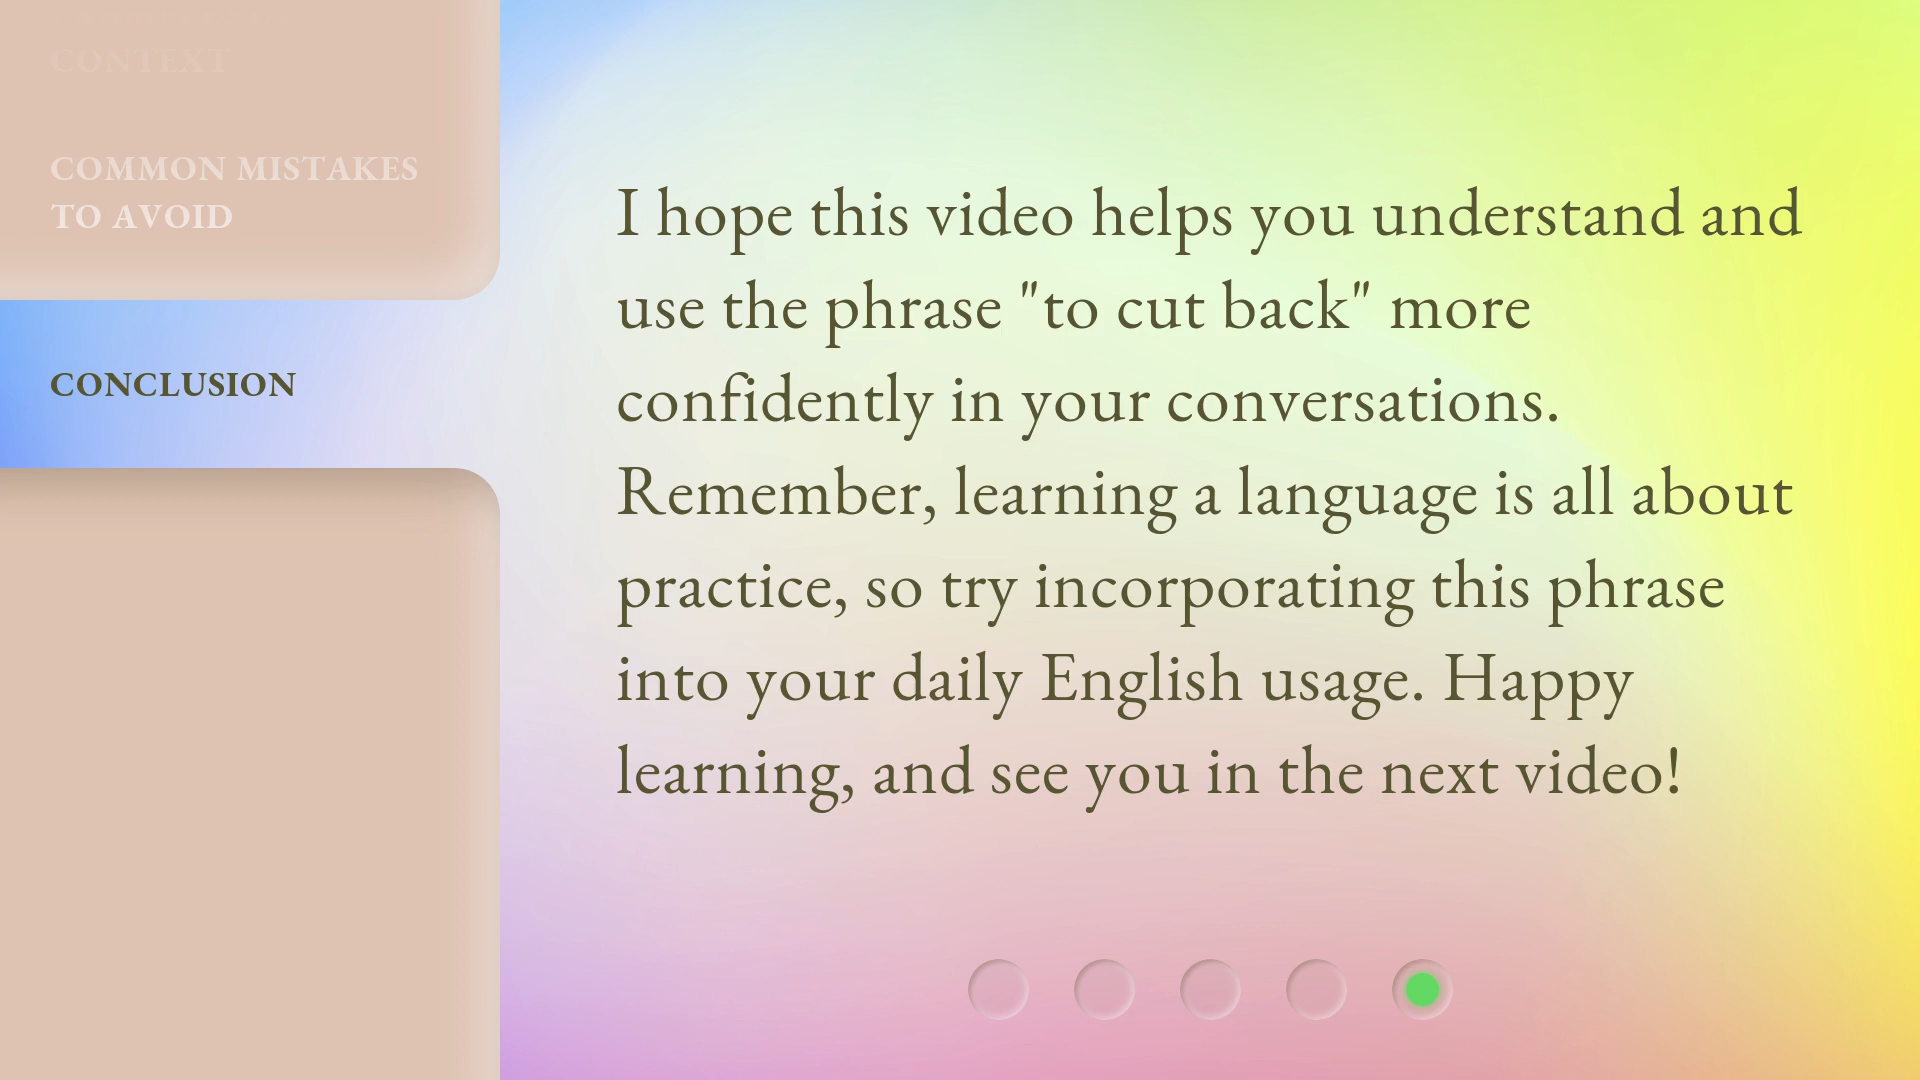 CONTEXT
COMMON MISTAKES
TO AVOID
CONCLUSION
I hope this video helps you understand and
use the phrase "to cut back" more
confidently in your conversations.
Remember, learning a language is all about
practice, so try incorporating this phrase
into your daily English usage. Happy
learning, and see you in the next video!